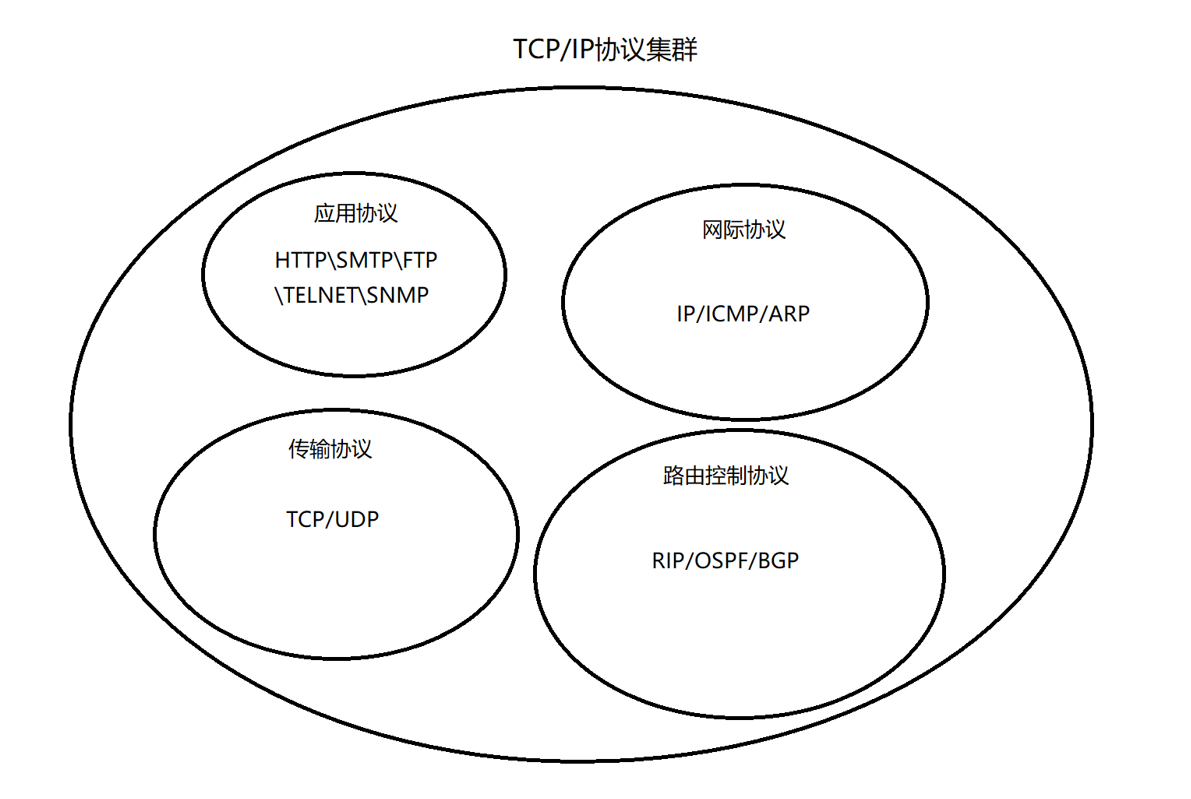 TCP/IP协议集群
应用协议
HTTP\SMTP\FTP
\TELNET\SNMP
网际协议
IP/ICMP/ARP
传输协议
TCP/UDP
路由控制协议
RIP/OSPF/BGP